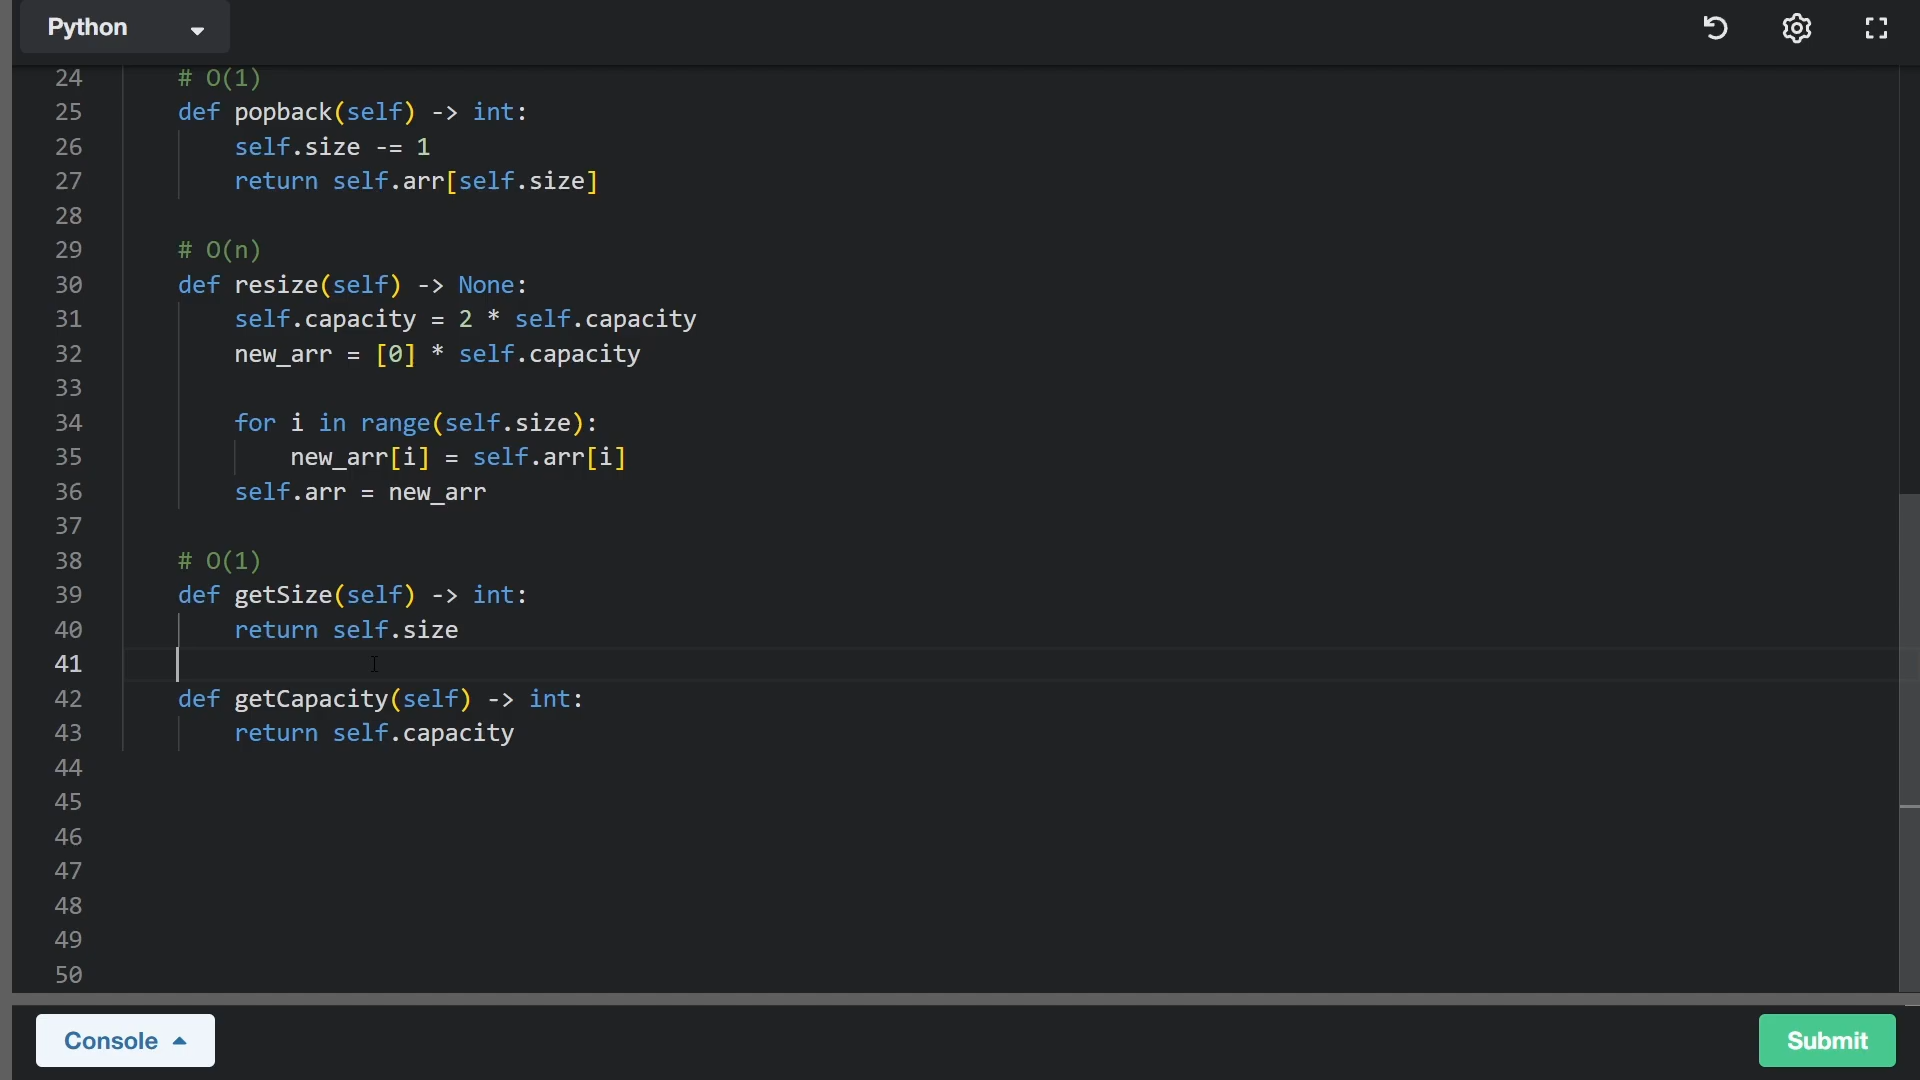 Python
24 # O(1)
25 def popback(self) -> int:
26 self.size -= 1
27 return self.arr[self.size]
28
29 # O(n)
30 def resize(self) -> None:
31 self.capacity = 2 * self.capacity
32 new_arr = [0] * self.capacity
33
34 for i in range(self.size):
35 new_arr[i] = self.arr[i]
36 self.arr = new_arr
37
38 # O(1)
39 def getSize(self) -> int:
40 return self.size
41
42 def getCapacity(self) -> int:
43 return self.capacity
44
45
46
47
48
49
50
Console
Submit